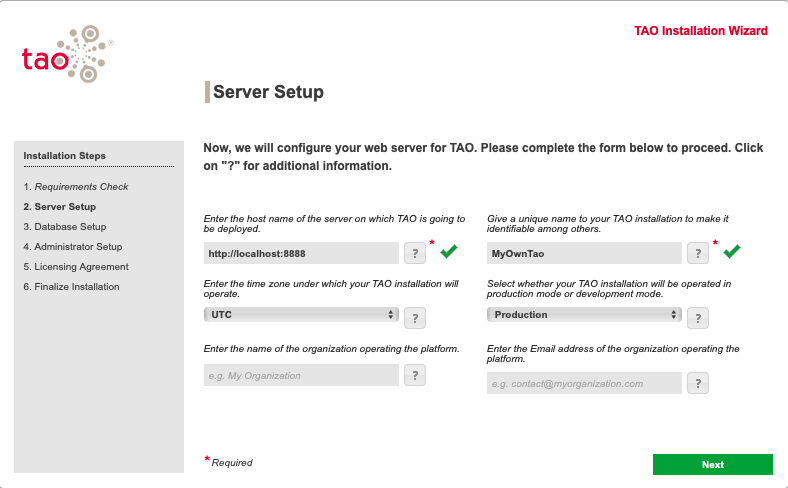 TAO Installation Wizard
tao
®
Server Setup
Installation Steps
1. Requirements Check
2. Server Setup
3. Database Setup
4. Administrator Setup
5. Licensing Agreement
6. Finalize Installation
Now, we will configure your web server for TAO. Please complete the form below to proceed. Click
on "?" for additional information.
Enter the host name of the server on which TAO is going to
be deployed.
http://localhost:8888
?
*
Give a unique name to your TAO installation to make it
identifiable among others.
MyOwnTao
?
*
Enter the time zone under which your TAO installation will
operate.
UTC
?
Select whether your TAO installation will be operated in
production mode or development mode.
Production
?
Enter the name of the organization operating the platform.
e.g. My Organization
?
Enter the Email address of the organization operating the
platform.
e.g. contact@myorganization.com
?
* Required
Next